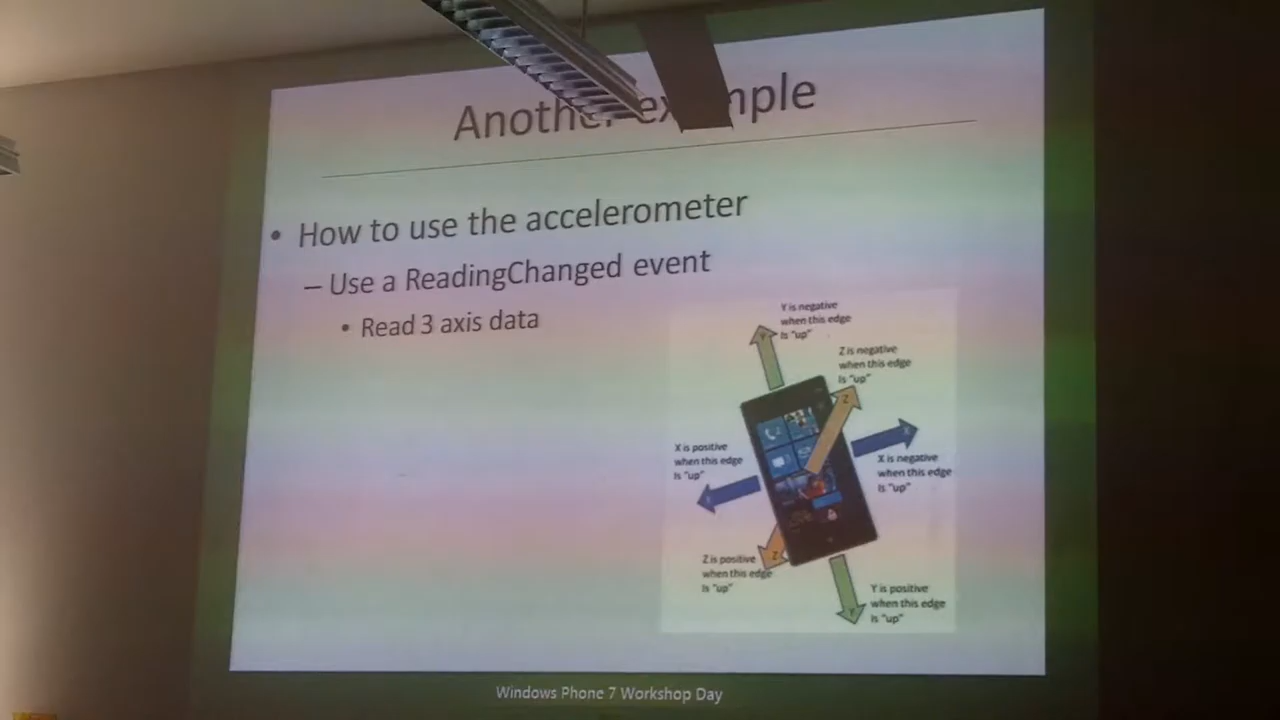 Another example
• How to use the accelerometer
– Use a ReadingChanged event
• Read 3 axis data
Y is negative
when this edge
Is "up"
Z is negative
when this edge
Is "up"
X is positive
when this edge
Is "up"
X is negative
when this edge
Is "up"
Z is positive
when this edge
Is "up"
Y is positive
when this edge
Is "up"
Z
Z
Windows Phone 7 Workshop Day